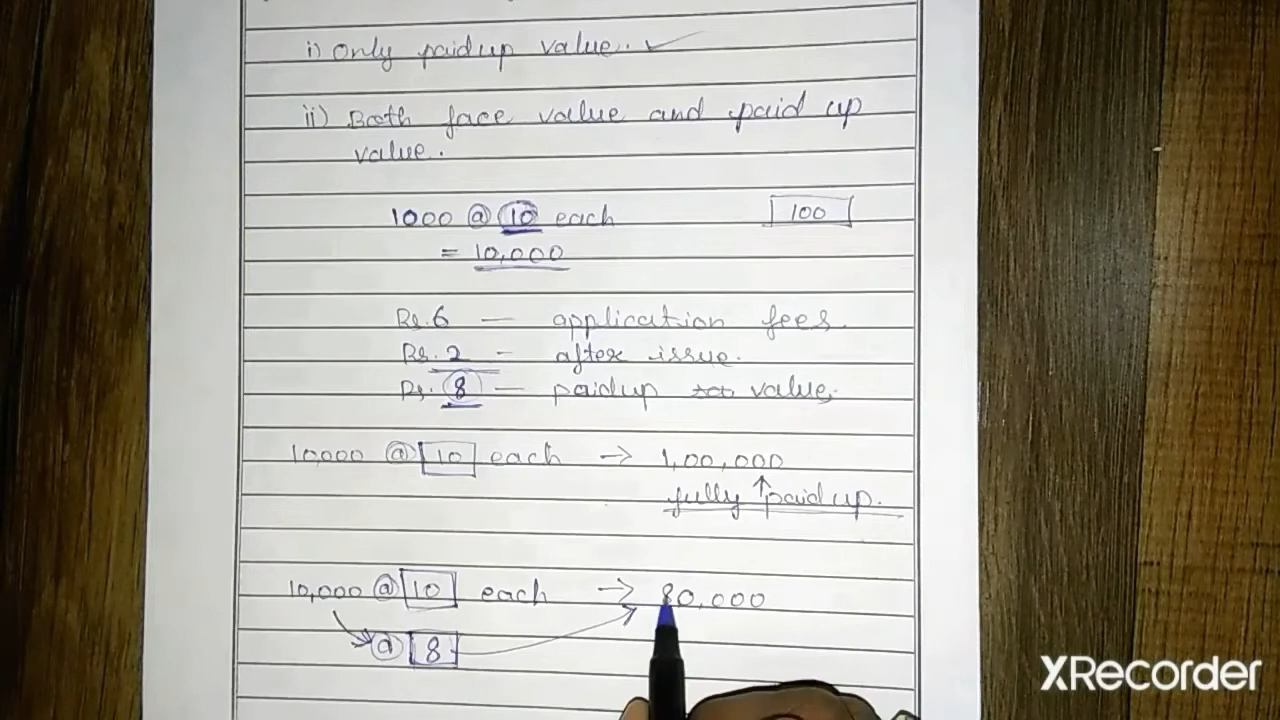 i) Only paidup value. ✓
ii) Both face value and paid up
value.
1000 @ 10 each
100
= 10,000
Rs. 6 — application fees.
Rs. 2 — after issue.
Rs. 8 — paidup value.
10,000 @ 10 each → 1,00,000
↑
fully paidup.
10,000 @ 10 each → 80,000
@ 8
XRecorder